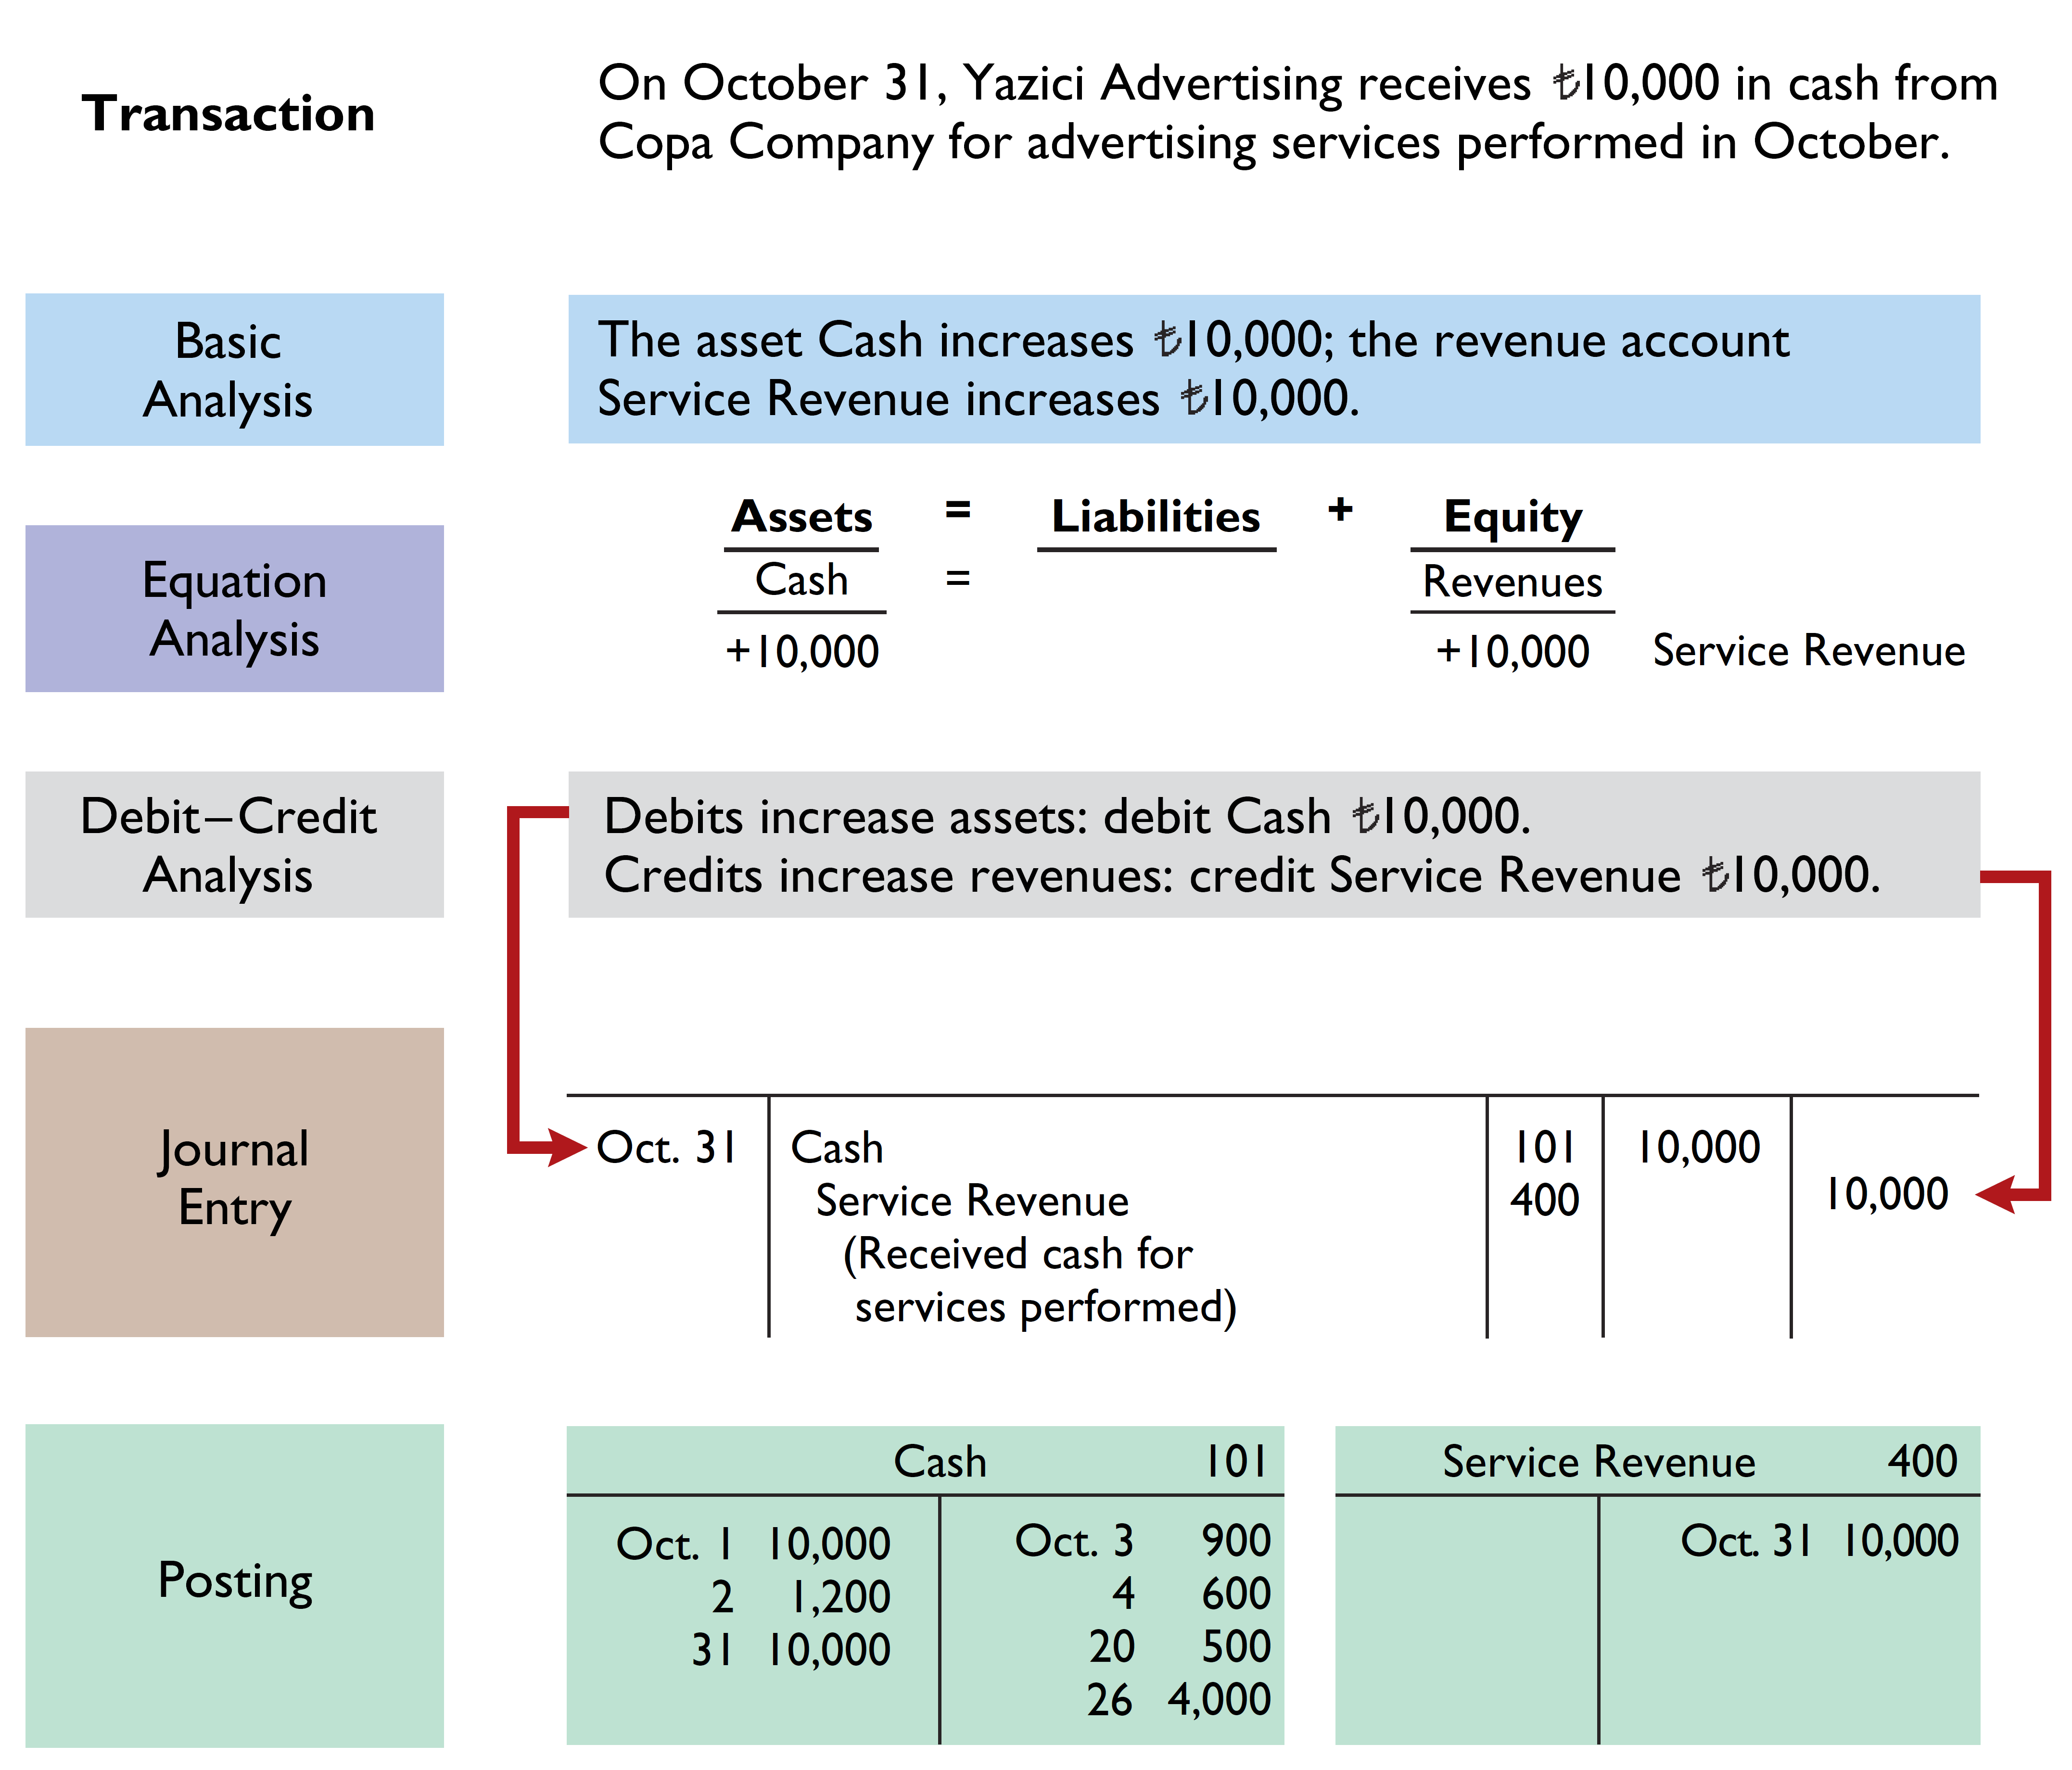 Transaction
On October 31, Yazici Advertising receives ₺10,000 in cash from
Copa Company for advertising services performed in October.
Basic
Analysis
The asset Cash increases ₺10,000; the revenue account
Service Revenue increases ₺10,000.
Equation
Analysis
Assets = Liabilities + Equity
Cash = Revenues
+10,000 +10,000 Service Revenue
Debit–Credit
Analysis
Debits increase assets: debit Cash ₺10,000.
Credits increase revenues: credit Service Revenue ₺10,000.
Journal
Entry
Oct. 31 Cash 101 10,000
Service Revenue 400 10,000
(Received cash for
services performed)
Posting
Cash 101
Oct. 1 10,000 Oct. 3 900
2 1,200 4 600
31 10,000 20 500
26 4,000
Service Revenue 400
Oct. 31 10,000